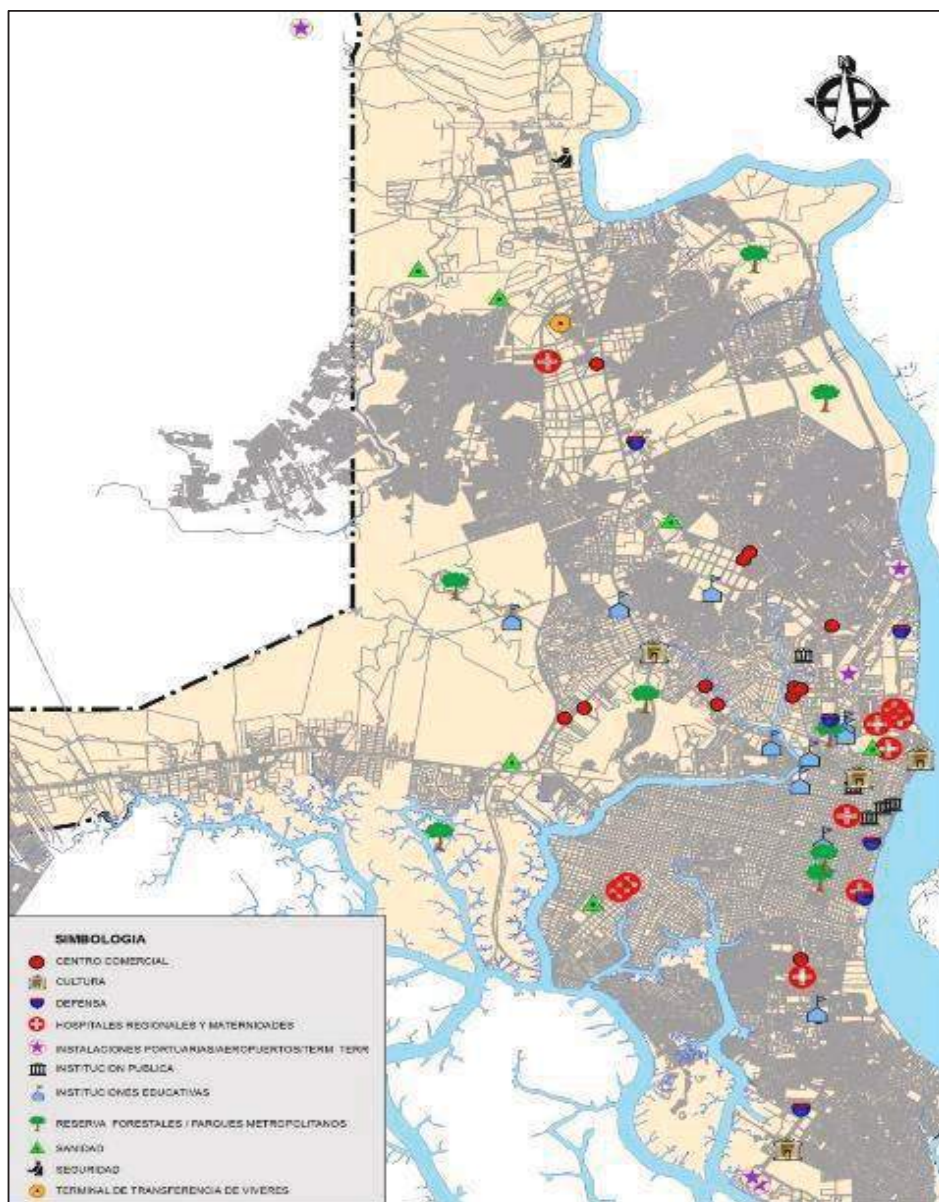 N
SIMBOLOGIA
CENTRO COMERCIAL
CULTURA
DEFENSA
HOSPITALES REGIONALES Y MATERNIDADES
INSTALACIONES PORTUARIAS/AEROPUERTOS/TERM TERR
INSTITUCION PUBLICA
INSTITUCIONES EDUCATIVAS
RESERVA FORESTALES / PARQUES METROPOLITANOS
SANIDAD
SEGURIDAD
TERMINAL DE TRANSFERENCIA DE VIVERES